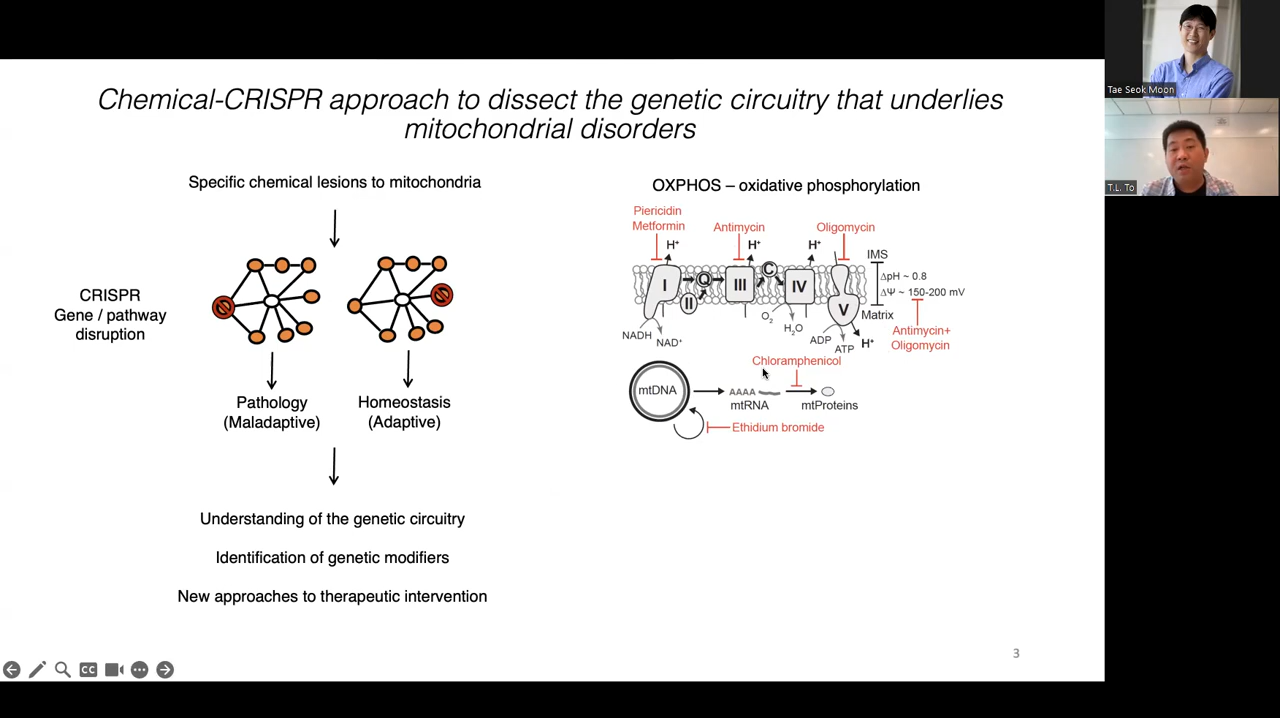 Chemical-CRISPR approach to dissect the genetic circuitry that underlies
mitochondrial disorders
Specific chemical lesions to mitochondria
CRISPR
Gene / pathway
disruption
Pathology
(Maladaptive)
Homeostasis
(Adaptive)
Understanding of the genetic circuitry
Identification of genetic modifiers
New approaches to therapeutic intervention
OXPHOS – oxidative phosphorylation
Piericidin
Metformin
Antimycin
Oligomycin
H⁺
H⁺
H⁺
IMS
I
Q
II
III
C
IV
V
ΔpH ~ 0.8
ΔΨ ~ 150-200 mV
Matrix
NADH
NAD⁺
O₂
H₂O
ADP
ATP
H⁺
Antimycin+
Oligomycin
Chloramphenicol
mtDNA
AAAA
mtRNA
mtProteins
Ethidium bromide
3
CC
Tae Seok Moon
T.L. To